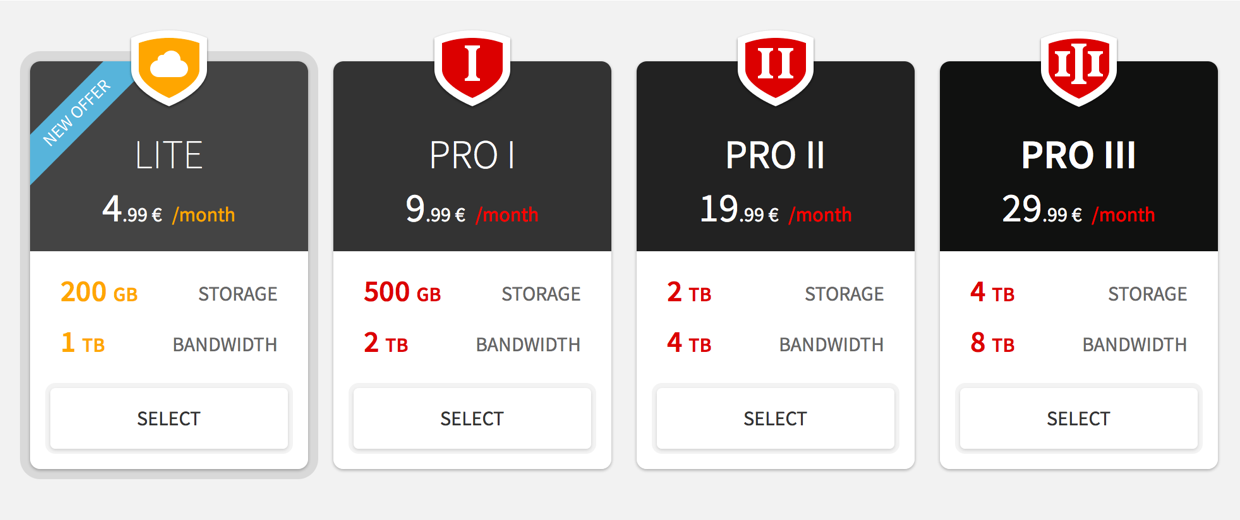 NEW OFFER
LITE
4.99 € /month
200 GB STORAGE
1 TB BANDWIDTH
SELECT
I
PRO I
9.99 € /month
500 GB STORAGE
2 TB BANDWIDTH
SELECT
II
PRO II
19.99 € /month
2 TB STORAGE
4 TB BANDWIDTH
SELECT
III
PRO III
29.99 € /month
4 TB STORAGE
8 TB BANDWIDTH
SELECT